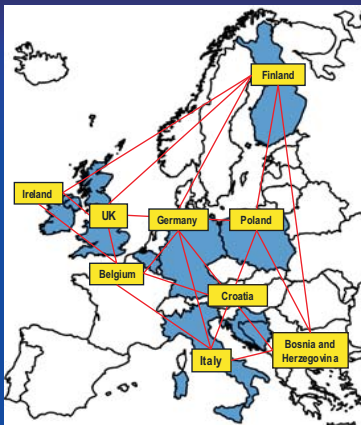 Finland
Ireland
UK
Germany
Poland
Belgium
Croatia
Bosnia and
Herzegovina
Italy